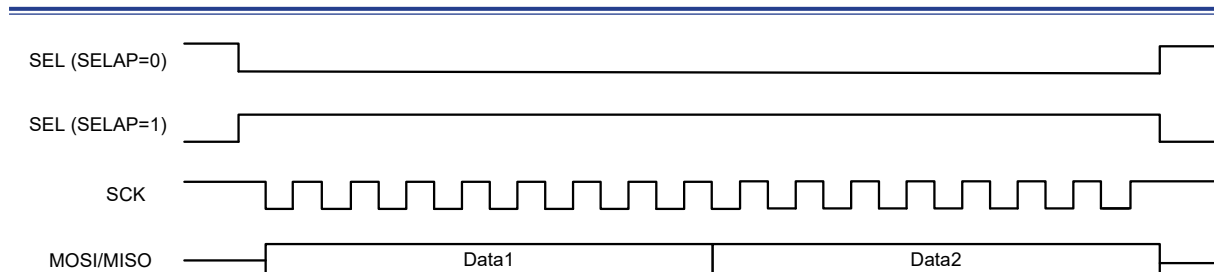 SEL (SELAP=0)
SEL (SELAP=1)
SCK
MOSI/MISO Data1 Data2